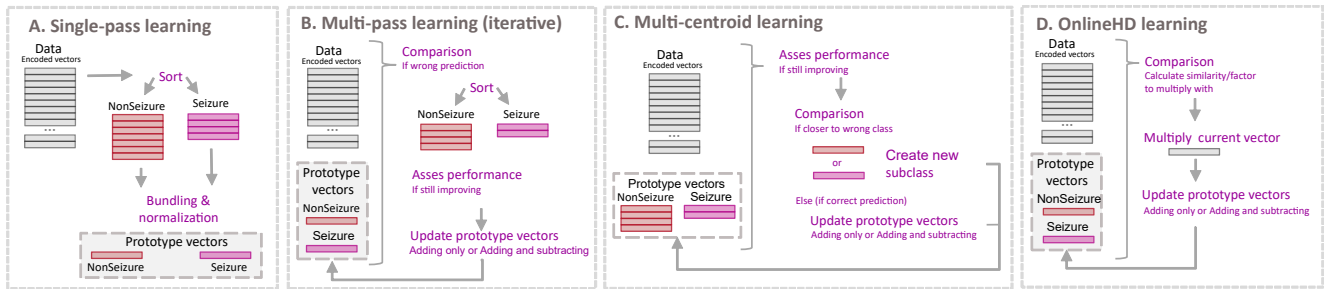 A. Single-pass learning
Data
Encoded vectors
Sort
NonSeizure
Seizure
...
Bundling &
normalization
Prototype vectors
NonSeizure
Seizure
B. Multi-pass learning (iterative)
Data
Encoded vectors
...
Comparison
If wrong prediction
Sort
NonSeizure
Seizure
Prototype
vectors
NonSeizure
Seizure
Asses performance
If still improving
Update prototype vectors
Adding only or Adding and subtracting
C. Multi-centroid learning
Data
Encoded vectors
...
Prototype vectors
NonSeizure
Seizure
Asses performance
If still improving
Comparison
If closer to wrong class
or
Create new
subclass
Else (if correct prediction)
Update prototype vectors
Adding only or Adding and subtracting
D. OnlineHD learning
Data
Encoded vectors
...
Prototype
vectors
NonSeizure
Seizure
Comparison
Calculate similarity/factor
to multiply with
Multiply current vector
Update prototype vectors
Adding only or Adding and subtracting